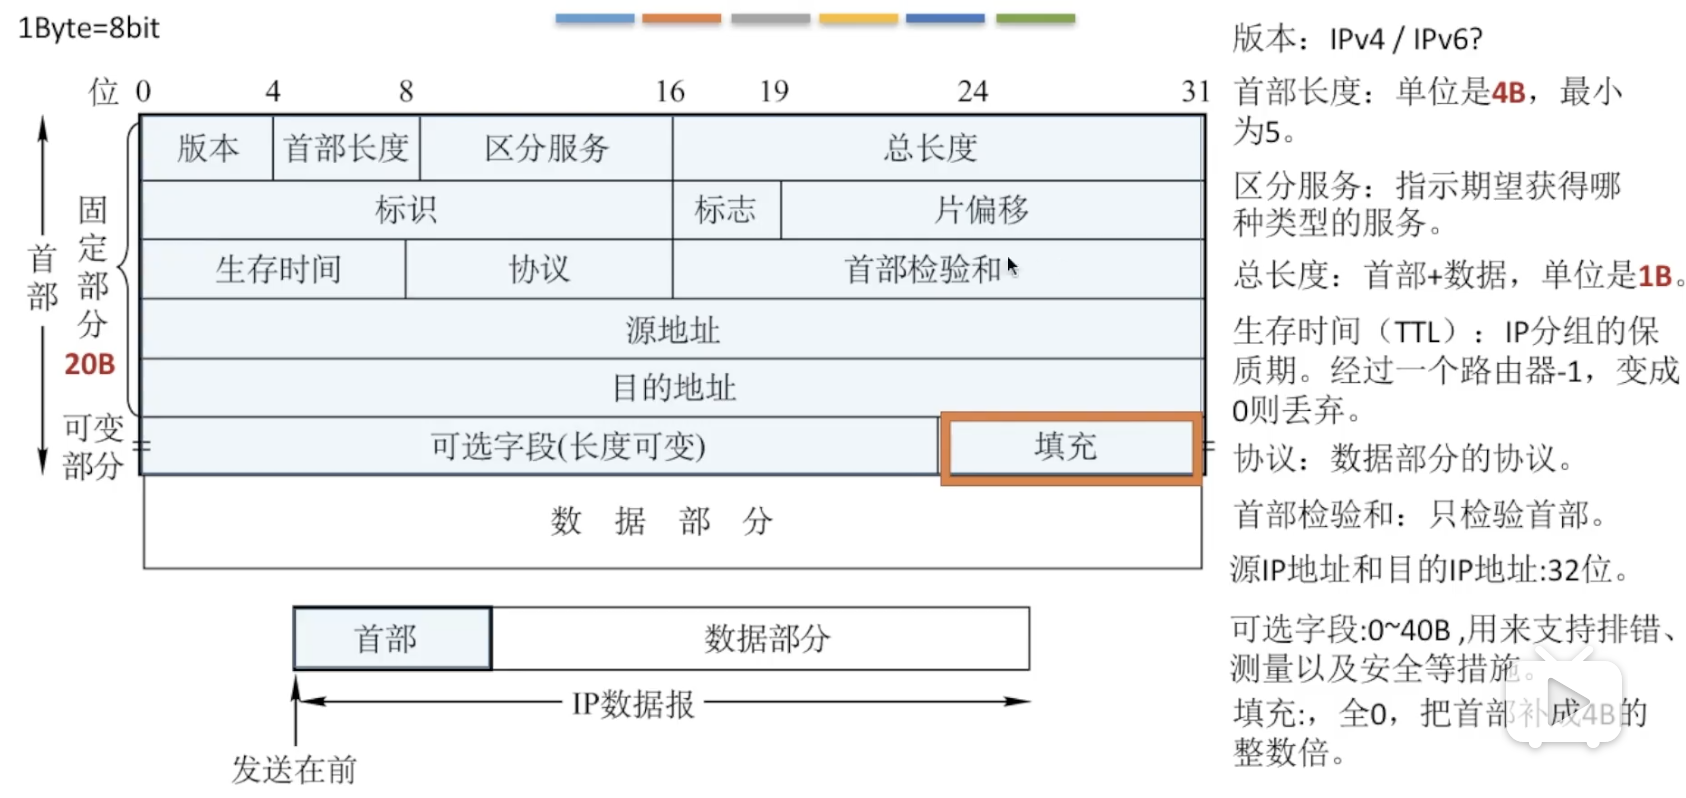 1Byte=8bit
位 0 4 8 16 19 24 31
版本 首部长度 区分服务 总长度
标识 标志 片偏移
生存时间 协议 首部检验和
源地址
目的地址
可选字段(长度可变) 填充
数 据 部 分
首部
固定部分
20B
可变
部分
首部 数据部分
IP数据报
发送在前
版本：IPv4 / IPv6?
首部长度：单位是4B，最小
为5。
区分服务：指示期望获得哪
种类型的服务。
总长度：首部+数据，单位是1B。
生存时间（TTL）：IP分组的保
质期。经过一个路由器-1，变成
0则丢弃。
协议：数据部分的协议。
首部检验和：只检验首部。
源IP地址和目的IP地址:32位。
可选字段:0~40B ,用来支持排错、
测量以及安全等措施。
填充:，全0，把首部补成4B的
整数倍。